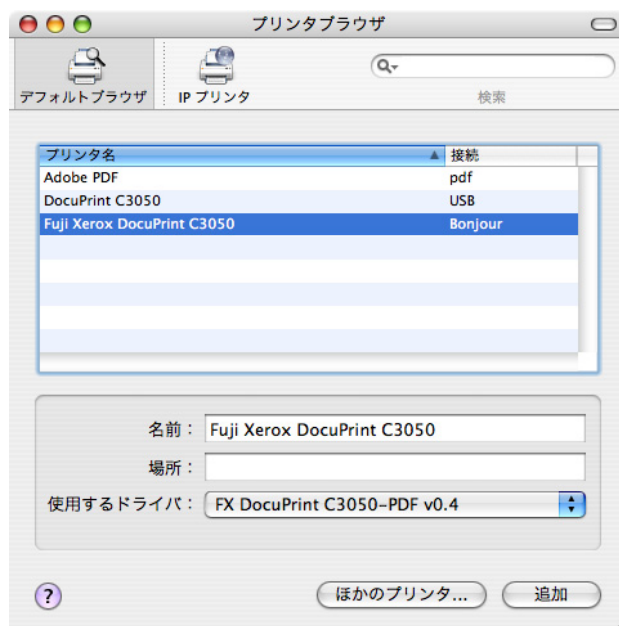 プリンタブラウザ
デフォルトブラウザ IP プリンタ 検索
プリンタ名 接続
Adobe PDF pdf
DocuPrint C3050 USB
Fuji Xerox DocuPrint C3050 Bonjour
名前： Fuji Xerox DocuPrint C3050
場所：
使用するドライバ： FX DocuPrint C3050-PDF v0.4
? ほかのプリンタ... 追加